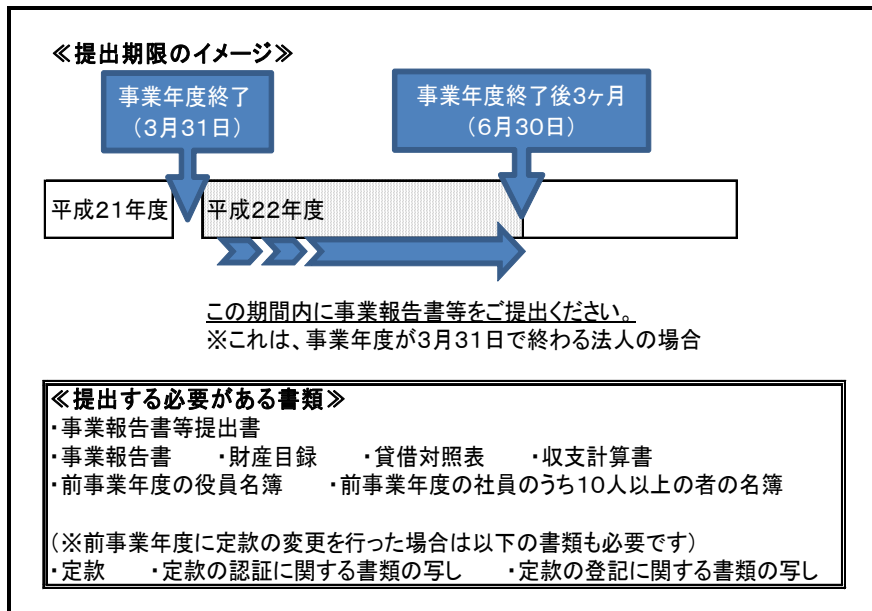 ≪提出期限のイメージ≫
事業年度終了
（3月31日）
事業年度終了後3ヶ月
（6月30日）
平成21年度
平成22年度
この期間内に事業報告書等をご提出ください。
※これは、事業年度が3月31日で終わる法人の場合
≪提出する必要がある書類≫
・事業報告書等提出書
・事業報告書　・財産目録　・貸借対照表　・収支計算書
・前事業年度の役員名簿　・前事業年度の社員のうち10人以上の者の名簿
（※前事業年度に定款の変更を行った場合は以下の書類も必要です）
・定款　・定款の認証に関する書類の写し　・定款の登記に関する書類の写し